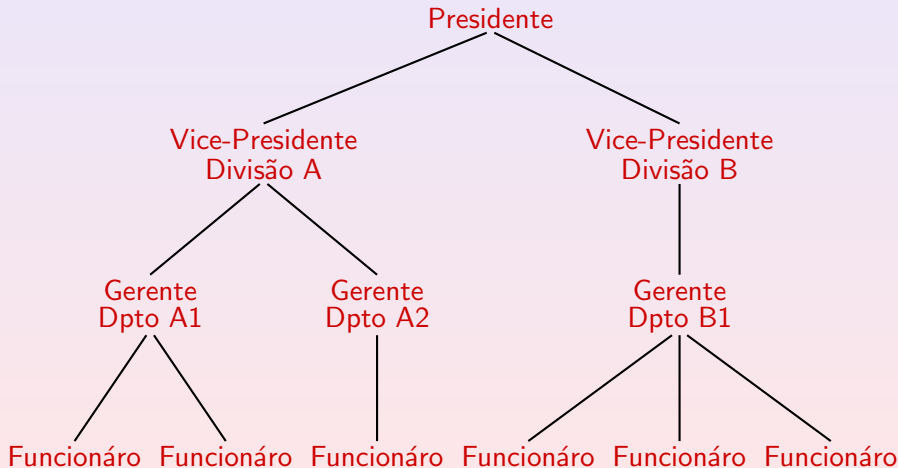 Presidente
Vice-Presidente
Divisão A
Vice-Presidente
Divisão B
Gerente
Dpto A1
Gerente
Dpto A2
Gerente
Dpto B1
Funcionáro
Funcionáro
Funcionáro
Funcionáro
Funcionáro
Funcionáro